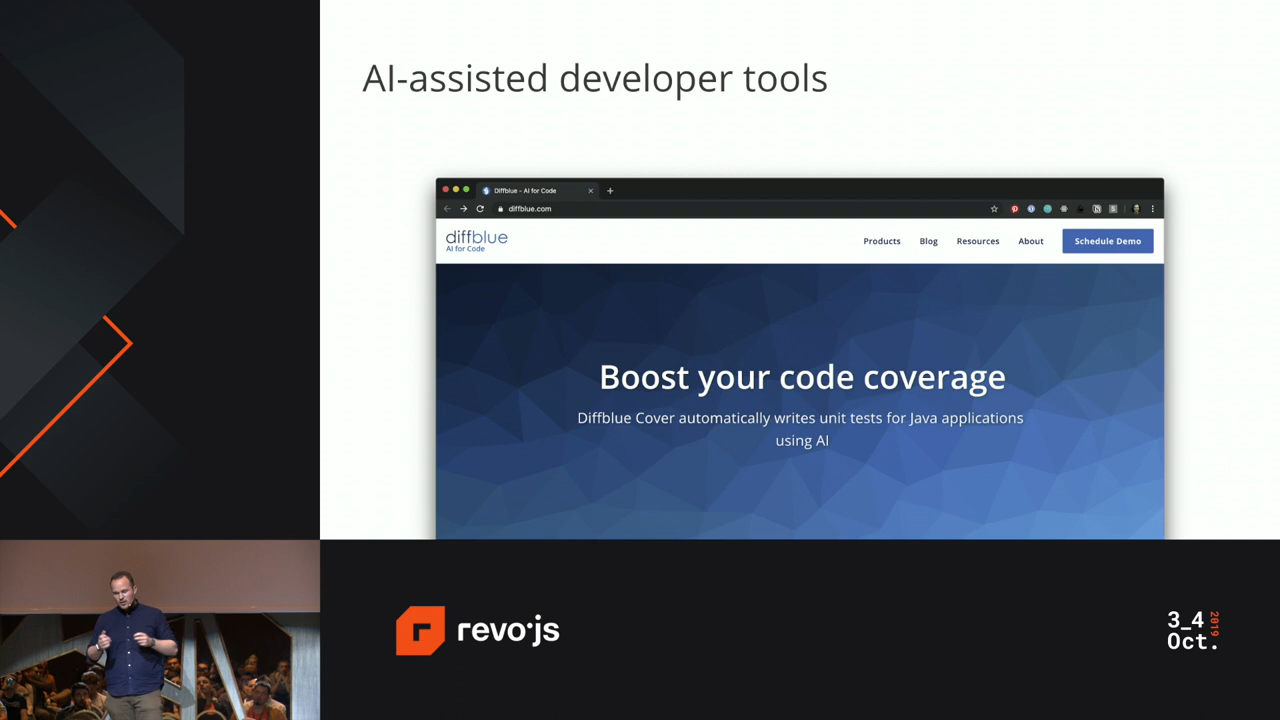 AI-assisted developer tools
Diffblue - AI for Code
diffblue.com
diffblue
AI for Code
Products
Blog
Resources
About
Schedule Demo
Boost your code coverage
Diffblue Cover automatically writes unit tests for Java applications
using AI
r
revo·js
3_4
Oct.
2019